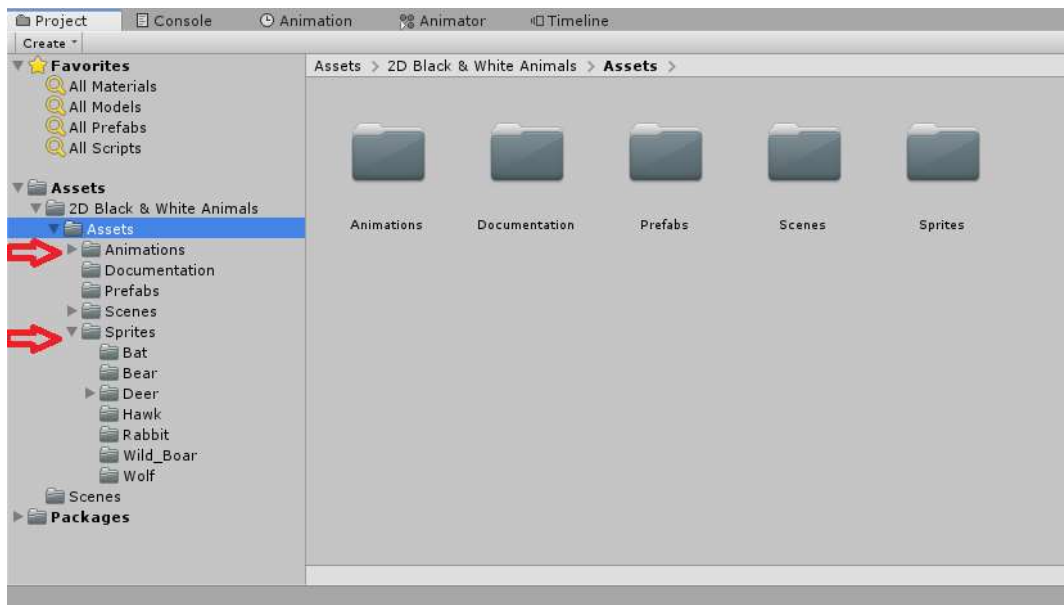 Project Console Animation Animator Timeline
Create
Favorites
All Materials
All Models
All Prefabs
All Scripts
Assets
2D Black & White Animals
Assets
Animations
Documentation
Prefabs
Scenes
Sprites
Bat
Bear
Deer
Hawk
Rabbit
Wild_Boar
Wolf
Scenes
Packages
Assets > 2D Black & White Animals > Assets >
Animations Documentation Prefabs Scenes Sprites